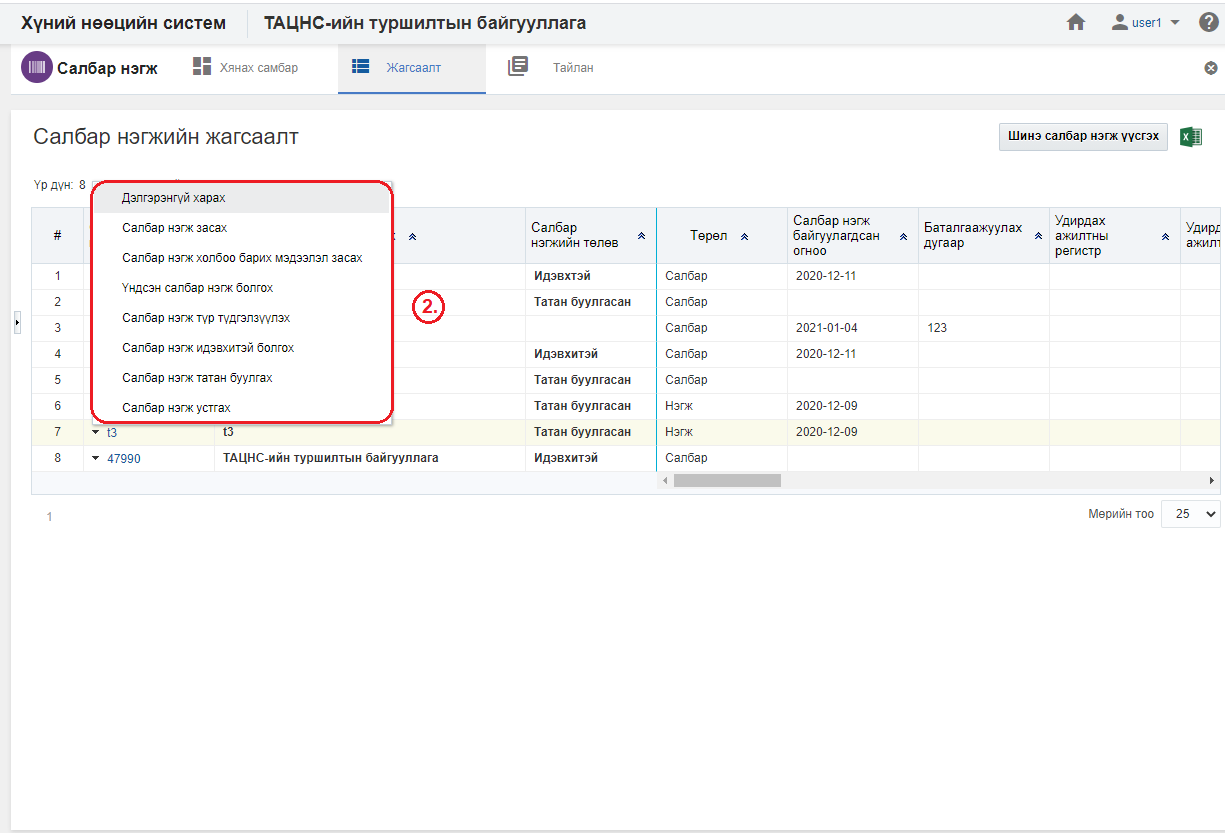 Хүний нөөцийн систем ТАЦНС-ийн туршилтын байгууллага user1
Салбар нэгж Хянах самбар Жагсаалт Тайлан
Салбар нэгжийн жагсаалт Шинэ салбар нэгж үүсгэх
Үр дүн: 8
Дэлгэрэнгүй харах
Салбар нэгж засах
Салбар нэгж холбоо барих мэдээлэл засах
Үндсэн салбар нэгж болгох
Салбар нэгж түр түдгэлзүүлэх
Салбар нэгж идэвхитэй болгох
Салбар нэгж татан буулгах
Салбар нэгж устгах
2.
# Салбар нэгжийн төлөв Төрөл Салбар нэгж байгуулагдсан огноо Баталгаажуулах дугаар Удирдах ажилтны регистр
1 Идэвхтэй Салбар 2020-12-11
2 Татан буулгасан Салбар
3 Салбар 2021-01-04 123
4 Идэвхитэй Салбар 2020-12-11
5 Татан буулгасан Салбар
6 Татан буулгасан Нэгж 2020-12-09
7 t3 t3 Татан буулгасан Нэгж 2020-12-09
8 47990 ТАЦНС-ийн туршилтын байгууллага Идэвхитэй Салбар
1 Мөрийн тоо 25